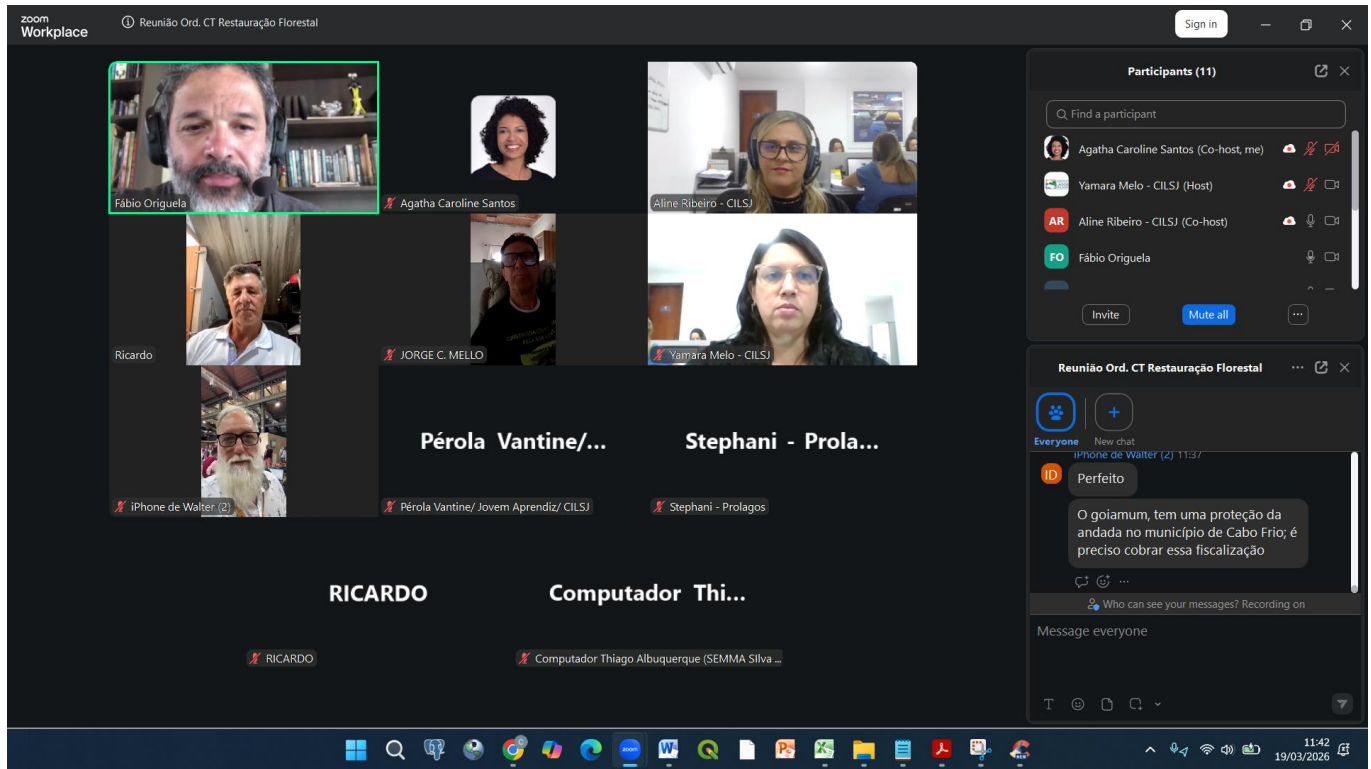 zoom
Workplace
Reunião Ord. CT Restauração Florestal
Sign in
Fábio Origuela
Agatha Caroline Santos
Aline Ribeiro - CILSJ
Ricardo
JORGE C. MELLO
Yamara Melo - CILSJ
iPhone de Walter (2)
Pérola Vantine/...
Pérola Vantine/ Jovem Aprendiz/ CILSJ
Stephani - Prola...
Stephani - Prolagos
RICARDO
RICARDO
Computador Thi...
Computador Thiago Albuquerque (SEMMA SIlva ...
Participants (11)
Find a participant
Agatha Caroline Santos (Co-host, me)
Yamara Melo - CILSJ (Host)
AR
Aline Ribeiro - CILSJ (Co-host)
FO
Fábio Origuela
Invite
Mute all
Reunião Ord. CT Restauração Florestal
Everyone
New chat
iPhone de Walter (2) 11:37
ID
Perfeito
O goiamum, tem uma proteção da
andada no município de Cabo Frio; é
preciso cobrar essa fiscalização
Who can see your messages? Recording on
Message everyone
11:42
19/03/2026